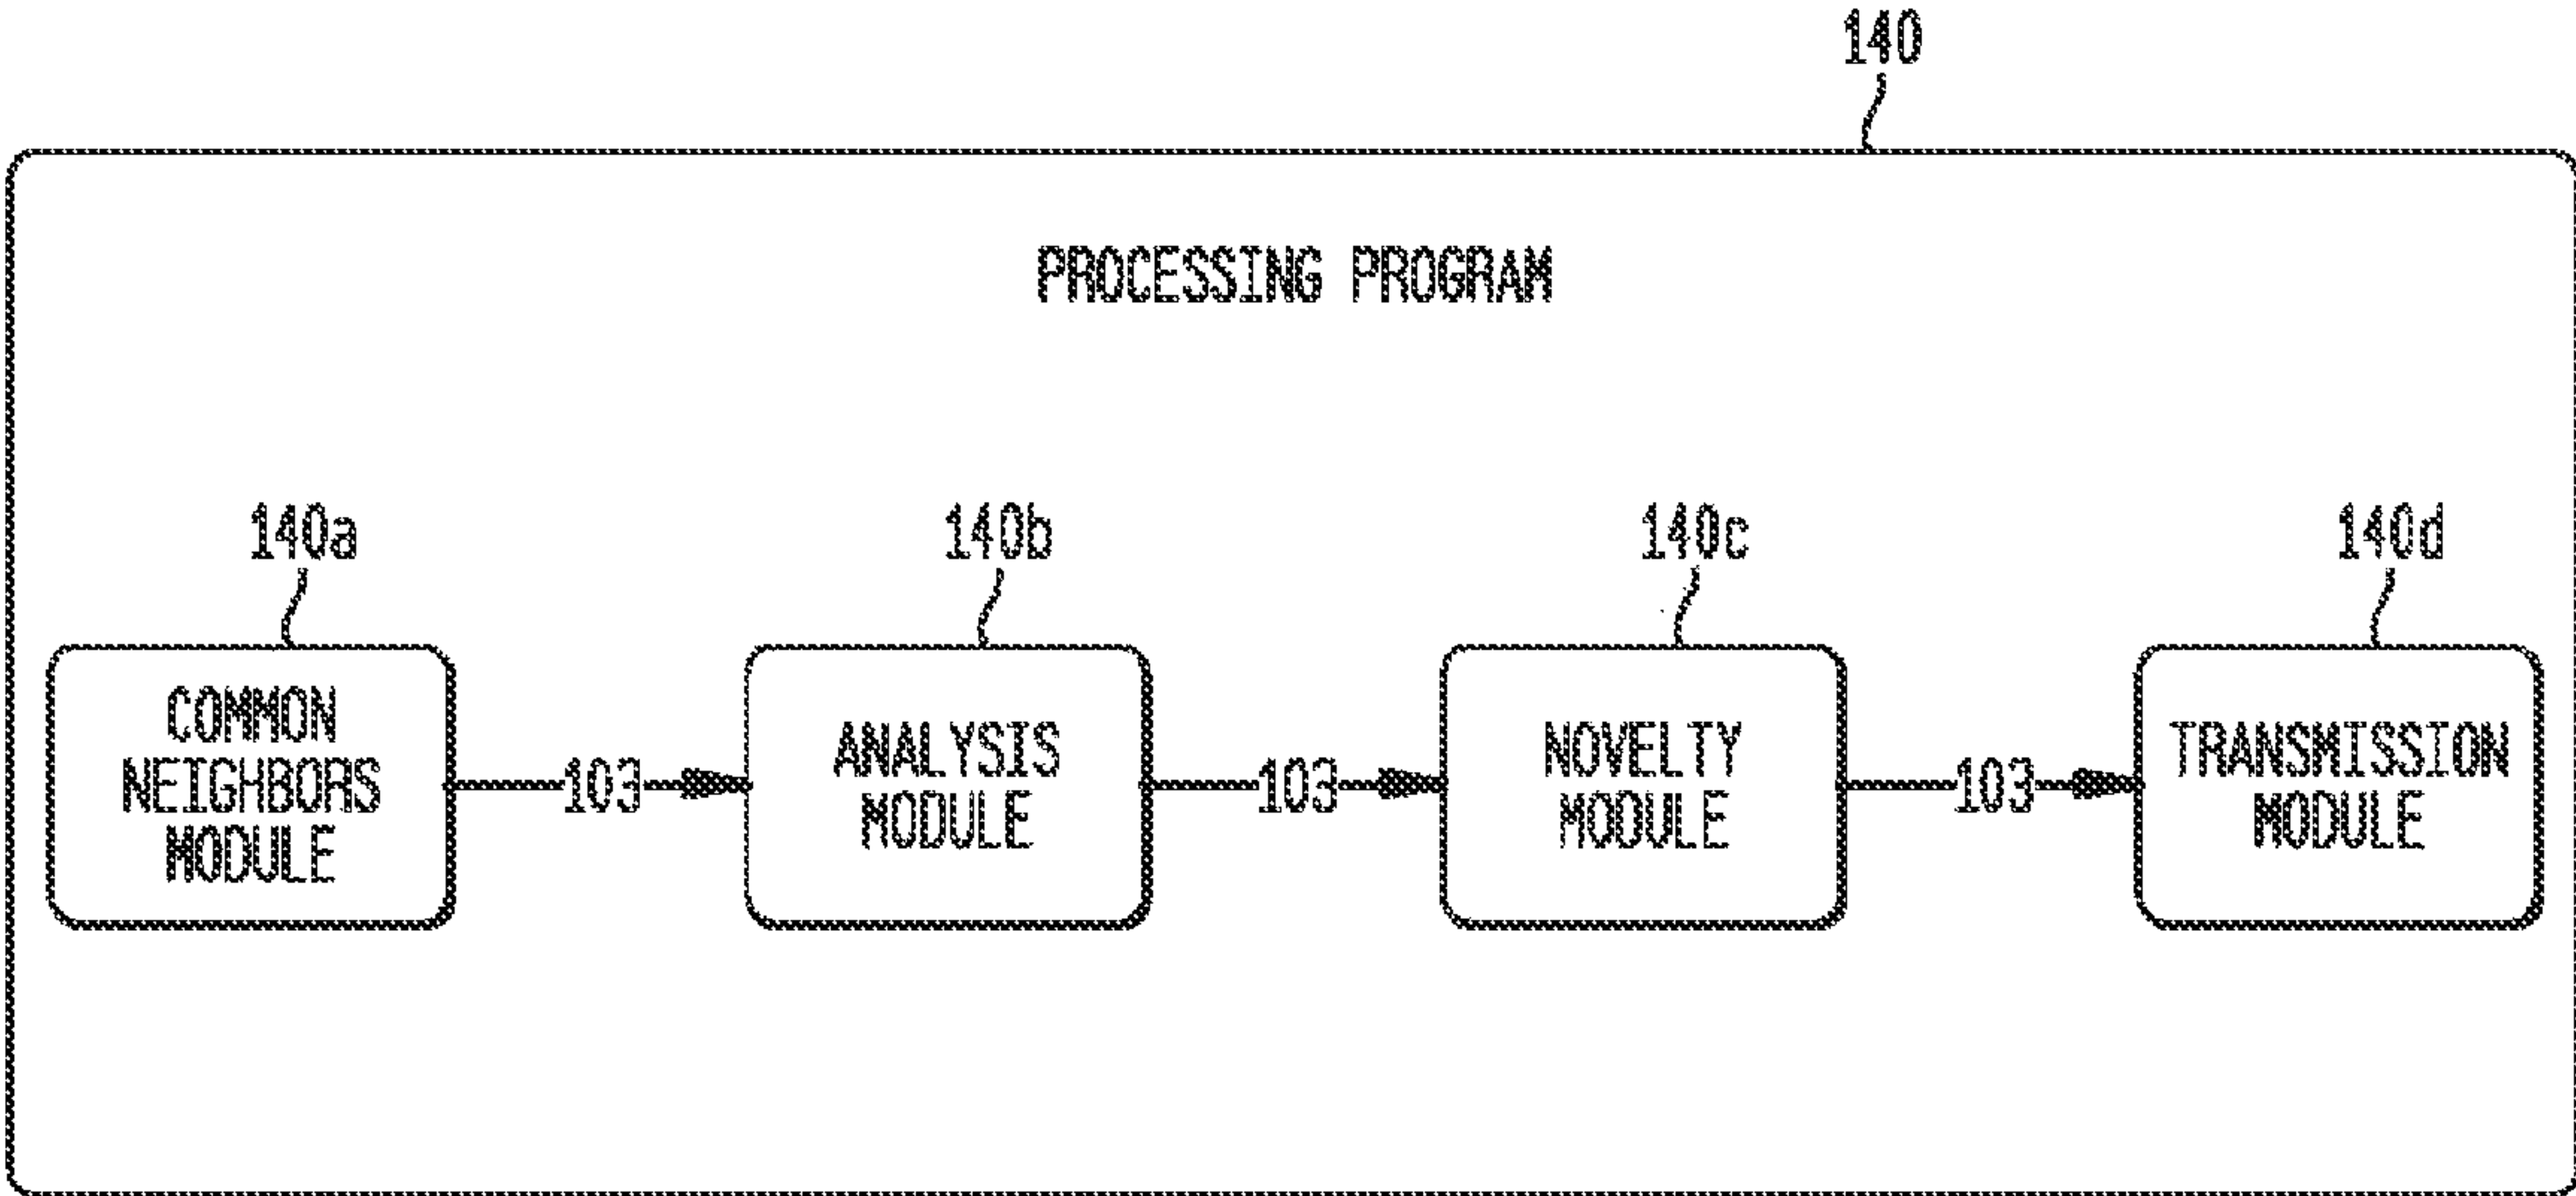 140
PROCESSING PROGRAM
140a
140b
140c
140d
COMMON
NEIGHBORS
MODULE
103
ANALYSIS
MODULE
103
NOVELTY
MODULE
103
TRANSMISSION
MODULE